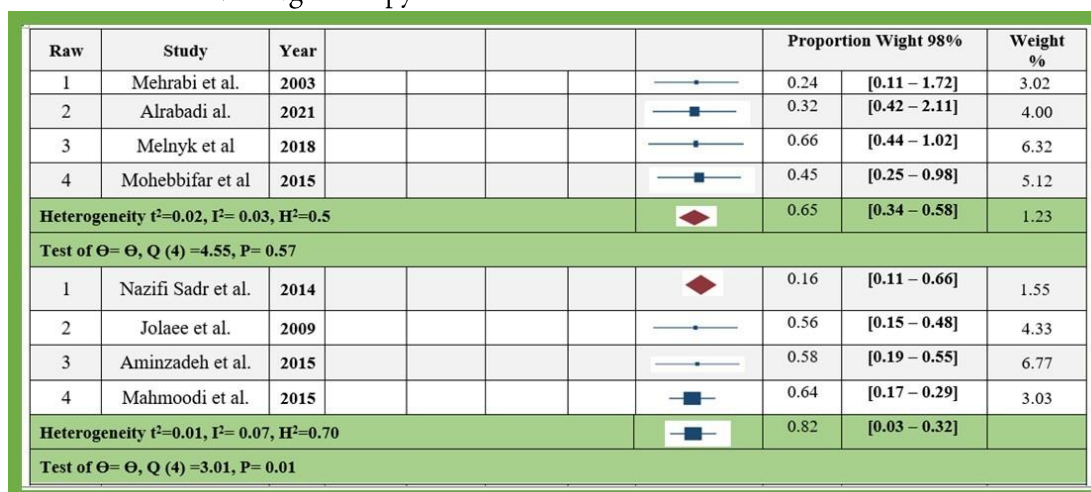 Raw Study Year Proportion Wight 98% Weight %
1 Mehrabi et al. 2003 0.24 [0.11 – 1.72] 3.02
2 Alrabadi al. 2021 0.32 [0.42 – 2.11] 4.00
3 Melnyk et al 2018 0.66 [0.44 – 1.02] 6.32
4 Mohebbifar et al 2015 0.45 [0.25 – 0.98] 5.12
Heterogeneity t²=0.02, I²= 0.03, H²=0.5 0.65 [0.34 – 0.58] 1.23
Test of Ɵ= Ɵ, Q (4) =4.55, P= 0.57
1 Nazifi Sadr et al. 2014 0.16 [0.11 – 0.66] 1.55
2 Jolaee et al. 2009 0.56 [0.15 – 0.48] 4.33
3 Aminzadeh et al. 2015 0.58 [0.19 – 0.55] 6.77
4 Mahmoodi et al. 2015 0.64 [0.17 – 0.29] 3.03
Heterogeneity t²=0.01, I²= 0.07, H²=0.70 0.82 [0.03 – 0.32]
Test of Ɵ= Ɵ, Q (4) =3.01, P= 0.01